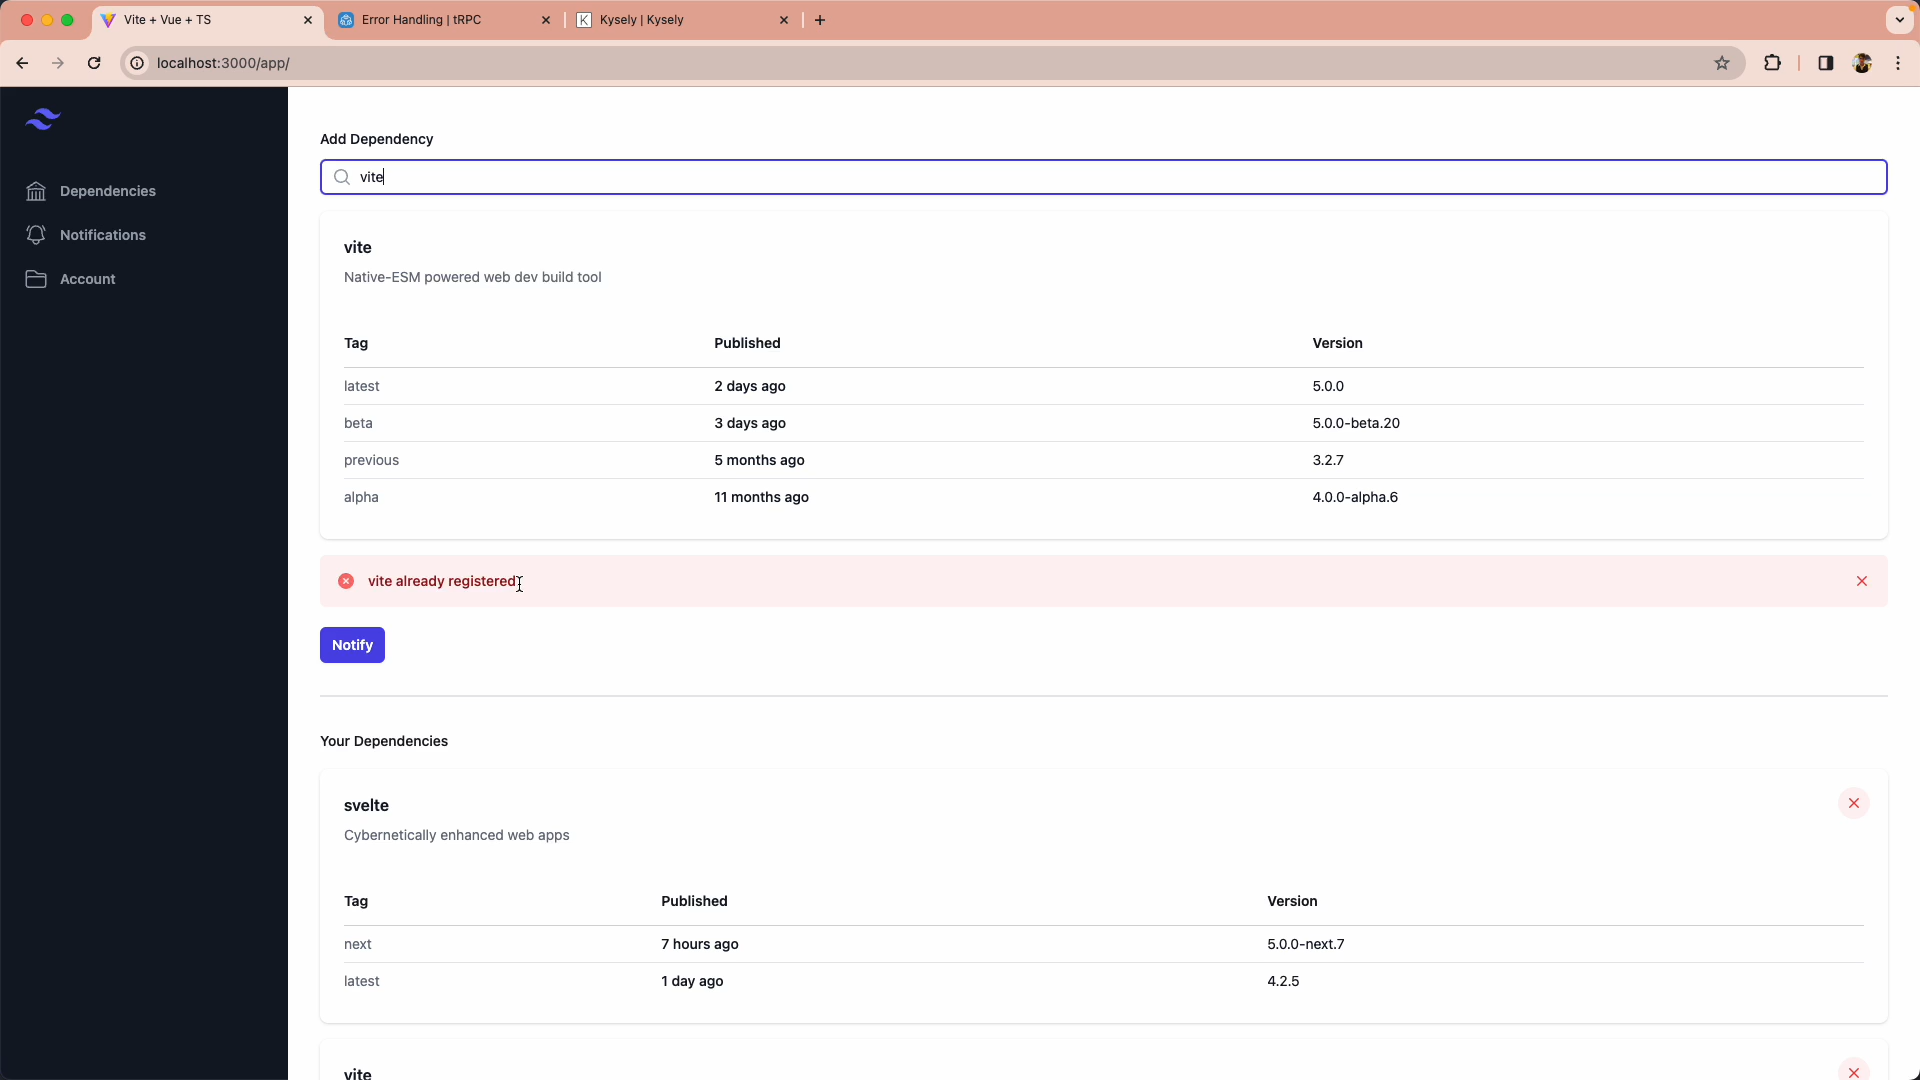 Vite + Vue + TS
Error Handling | tRPC
Kysely | Kysely
localhost:3000/app/
Dependencies
Notifications
Account
Add Dependency
vite
vite
Native-ESM powered web dev build tool
Tag Published Version
latest 2 days ago 5.0.0
beta 3 days ago 5.0.0-beta.20
previous 5 months ago 3.2.7
alpha 11 months ago 4.0.0-alpha.6
vite already registered
Notify
Your Dependencies
svelte
Cybernetically enhanced web apps
Tag Published Version
next 7 hours ago 5.0.0-next.7
latest 1 day ago 4.2.5
vite